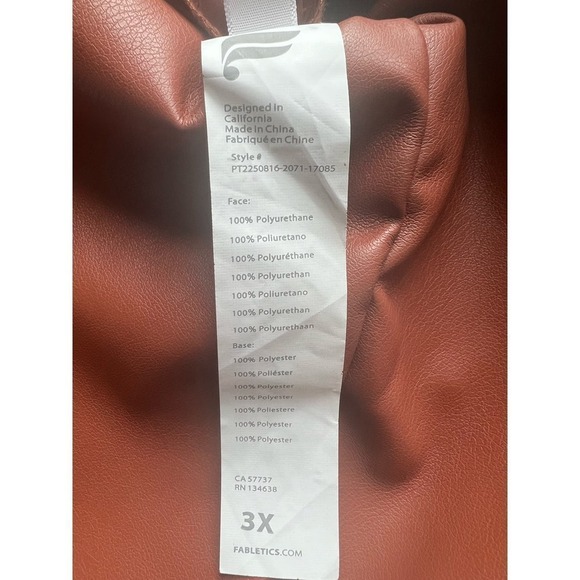 Designed in
California
Made in China
Fabriqué en Chine
Style #
PT2250816-2071-17085
Face:
100% Polyurethane
100% Poliuretano
100% Polyuréthane
100% Polyurethan
100% Poliuretano
100% Polyurethan
100% Polyurethaan
Base:
100% Polyester
100% Poliéster
100% Polyester
100% Polyester
100% Poliestere
100% Polyester
100% Polyester
CA 57737
RN 134638
3X
FABLETICS.COM